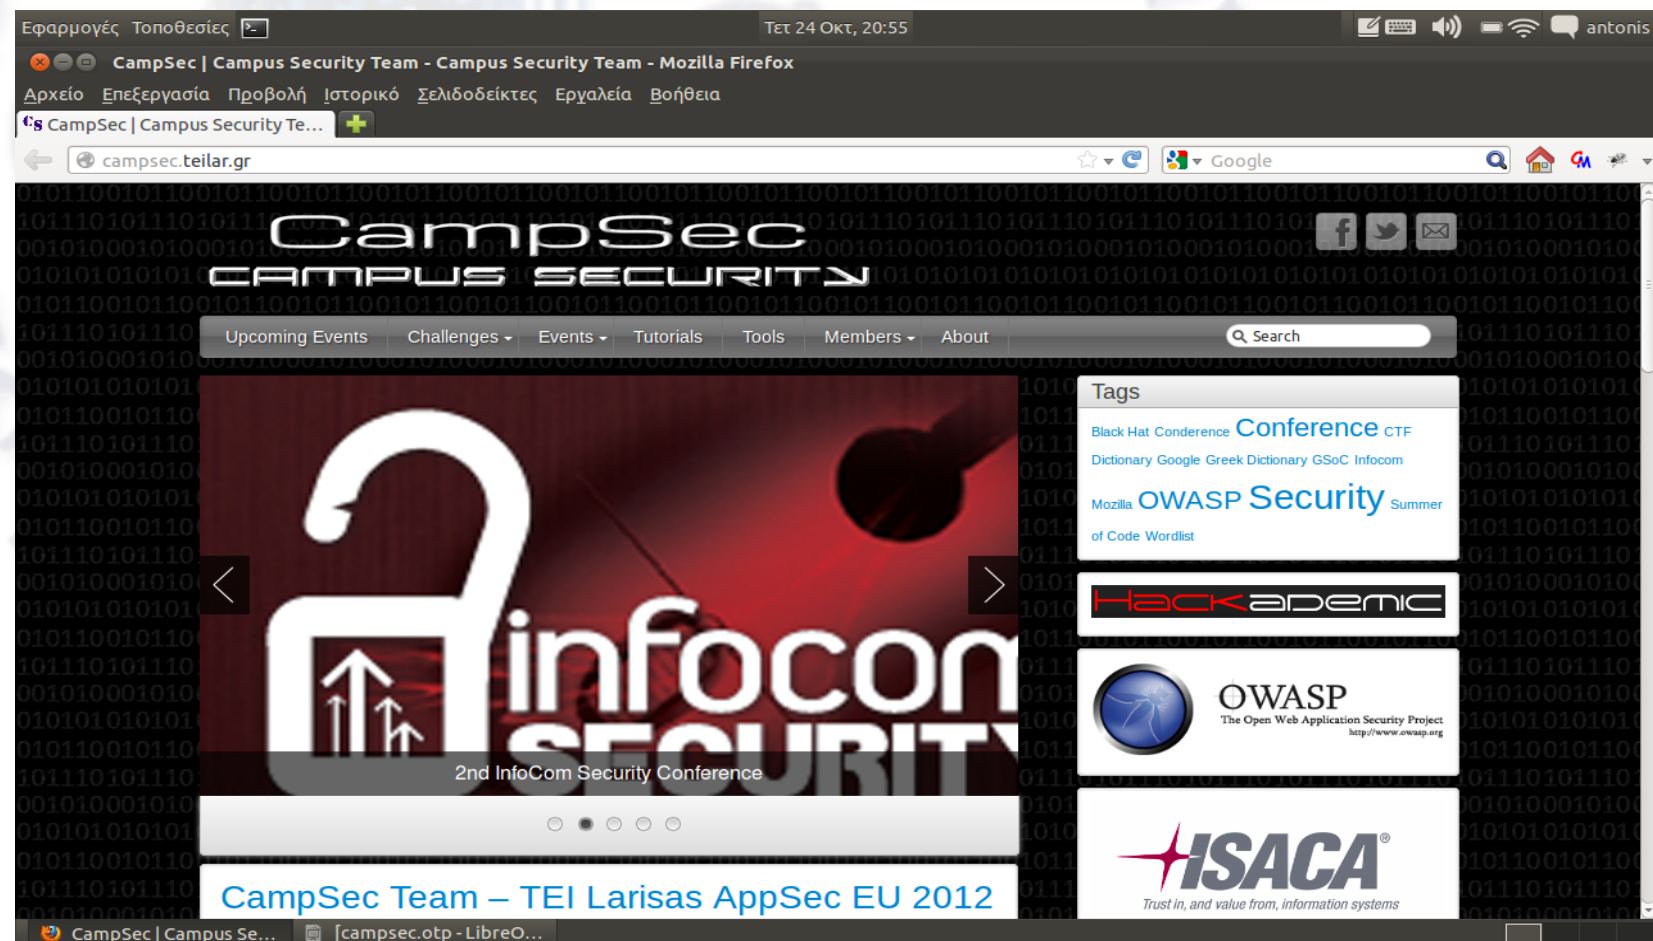 Εφαρμογές Τοποθεσίες
Τετ 24 Οκτ, 20:55
antonis
CampSec | Campus Security Team - Campus Security Team - Mozilla Firefox
Αρχείο Επεξεργασία Προβολή Ιστορικό Σελιδοδείκτες Εργαλεία Βοήθεια
CampSec | Campus Security Te...
campsec.teilar.gr
Google
CampSec
CAMPUS SECURITY
Upcoming Events Challenges Events Tutorials Tools Members About
Search
infocom
SECURITY
2nd InfoCom Security Conference
CampSec Team – TEI Larisas AppSec EU 2012
Tags
Black Hat Conderence Conference CTF
Dictionary Google Greek Dictionary GSoC Infocom
Mozilla OWASP Security Summer
of Code Wordlist
Hackademic
OWASP
The Open Web Application Security Project
http://www.owasp.org
ISACA®
Trust in, and value from, information systems
CampSec | Campus Se...
[campsec.otp - LibreO...